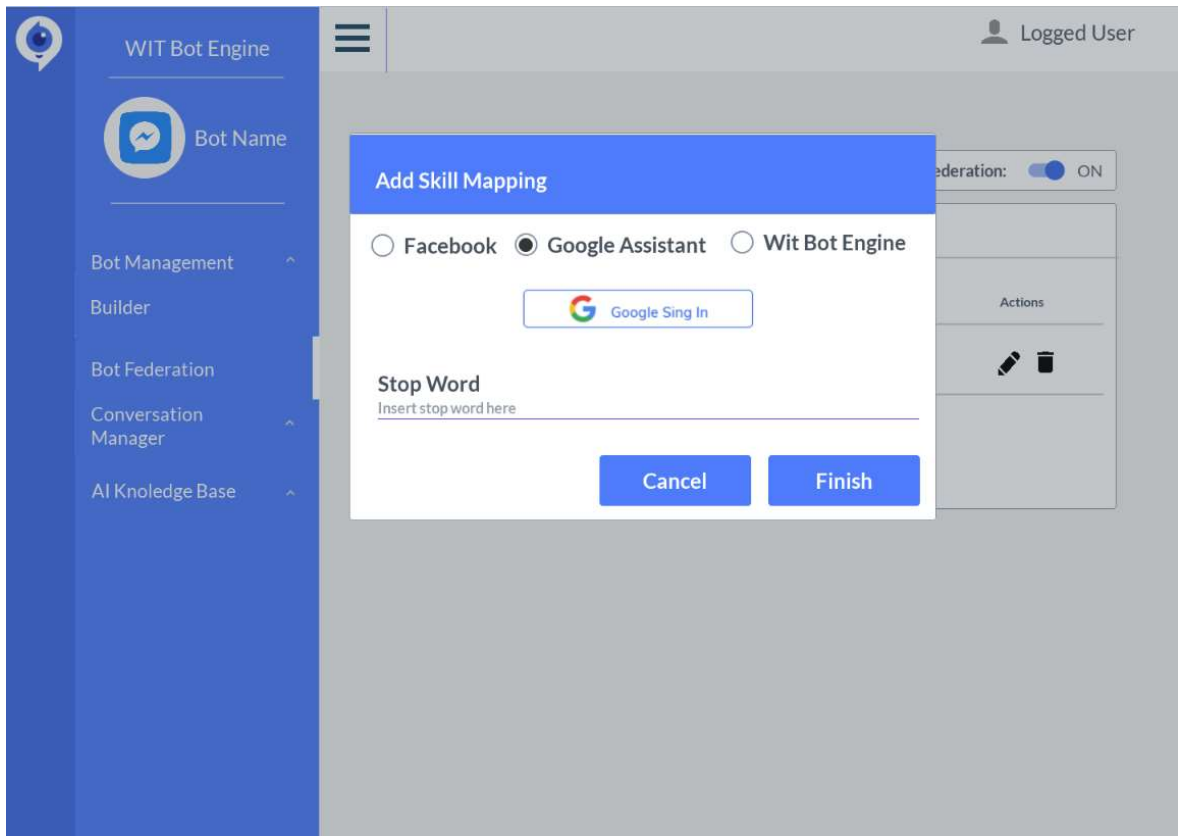 WIT Bot Engine
Logged User
Bot Name
ederation: ON
Add Skill Mapping
Facebook Google Assistant Wit Bot Engine
Google Sing In
Actions
Stop Word
Insert stop word here
Cancel Finish
Bot Management
Builder
Bot Federation
Conversation
Manager
AI Knoledge Base